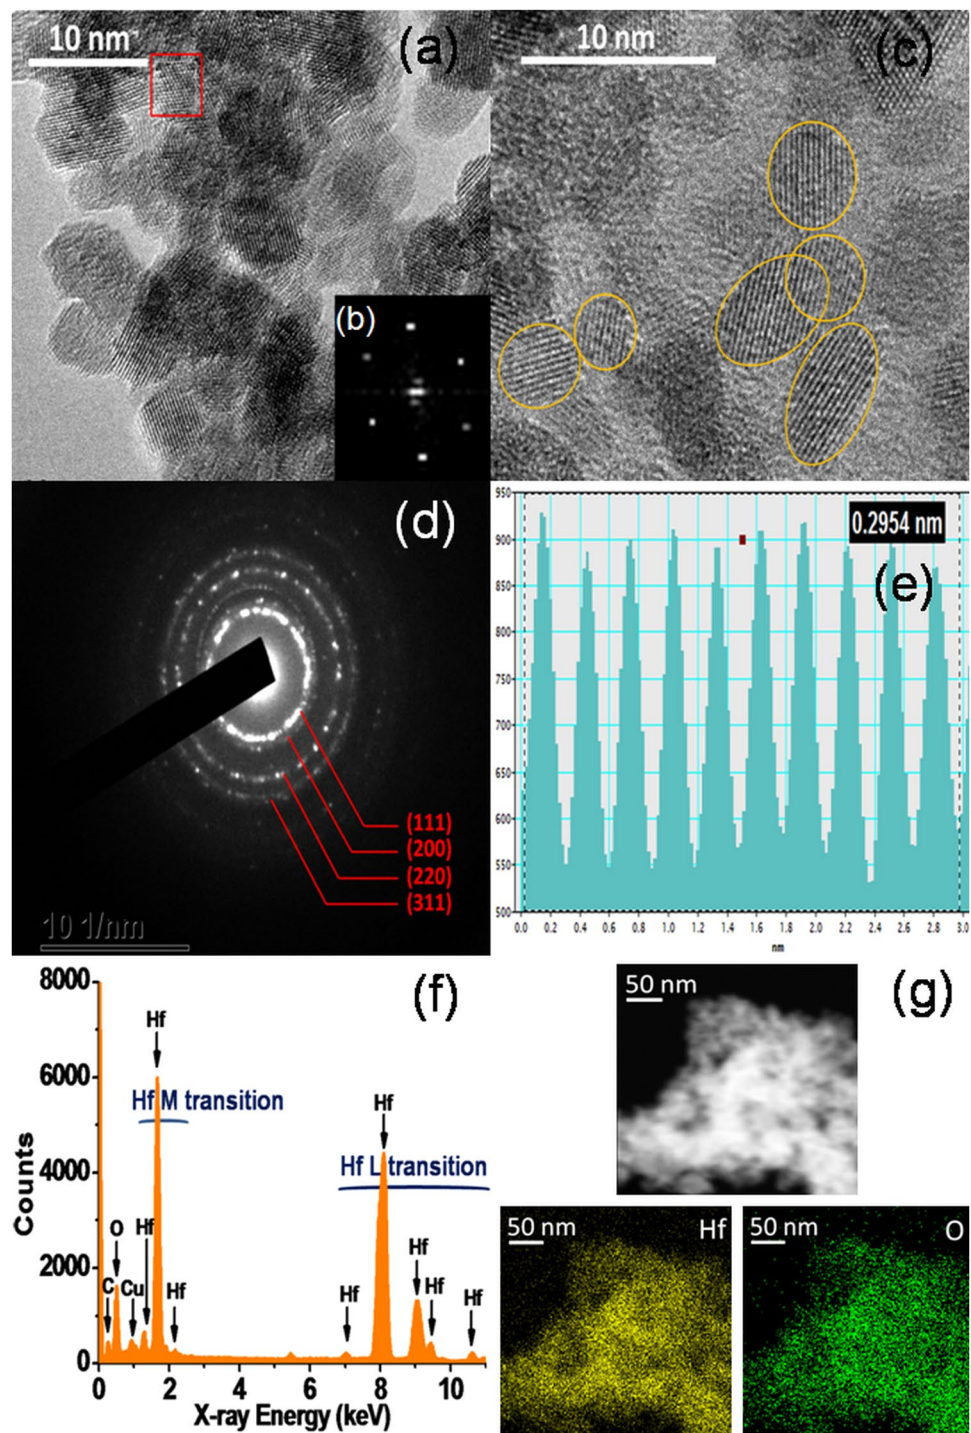 10 nm
(a)
(b)
10 nm
(c)
(d)
(111)
(200)
(220)
(311)
10 1/nm
0.2954 nm
(e)
950
900
850
800
750
700
650
600
550
500
0.0 0.2 0.4 0.6 0.8 1.0 1.2 1.4 1.6 1.8 2.0 2.2 2.4 2.6 2.8 3.0
nm
(f)
8000
6000
4000
2000
0
Counts
Hf
Hf M transition
Hf
Hf L transition
C
O
Cu
Hf
Hf
Hf
Hf
Hf
Hf
0 2 4 6 8 10
X-ray Energy (keV)
50 nm
(g)
50 nm
Hf
50 nm
O